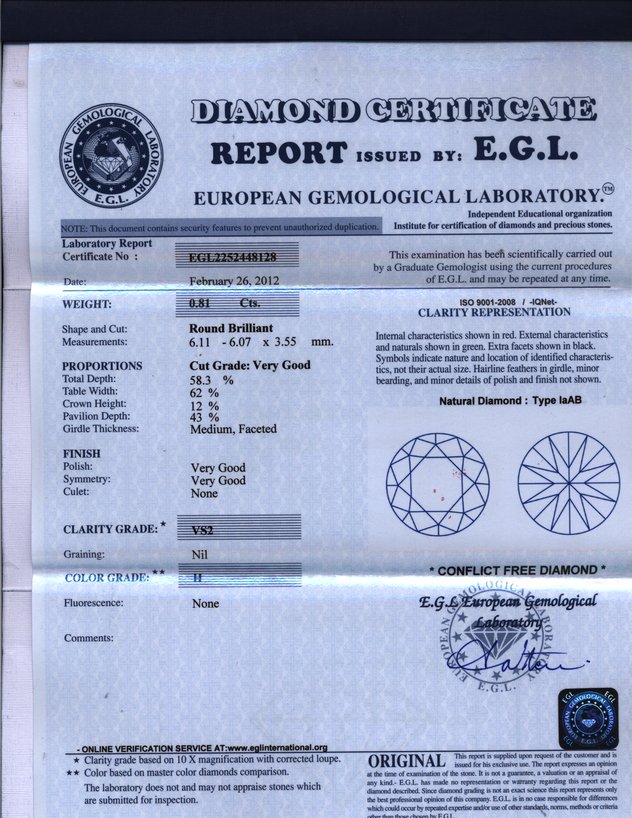 DIAMOND CERTIFICATE
REPORT ISSUED BY: E.G.L.
EUROPEAN GEMOLOGICAL LABORATORY.™
EUROPEAN GEMOLOGICAL LABORATORY
E.G.L.
Independent Educational organization
Institute for certification of diamonds and precious stones.
NOTE: This document contains security features to prevent unauthorized duplication.
Laboratory Report
Certificate No : EGL2252448128
Date: February 26, 2012
WEIGHT: 0.81 Cts.
Shape and Cut: Round Brilliant
Measurements: 6.11 - 6.07 x 3.55 mm.
PROPORTIONS Cut Grade: Very Good
Total Depth: 58.3 %
Table Width: 62 %
Crown Height: 12 %
Pavilion Depth: 43 %
Girdle Thickness: Medium, Faceted
FINISH
Polish: Very Good
Symmetry: Very Good
Culet: None
CLARITY GRADE:* VS2
Graining: Nil
COLOR GRADE:** H
Fluorescence: None
Comments:
This examination has been scientifically carried out
by a Graduate Gemologist using the current procedures
of E.G.L. and may be repeated at any time.
ISO 9001-2008 / -IQNet-
CLARITY REPRESENTATION
Internal characteristics shown in red. External characteristics
and naturals shown in green. Extra facets shown in black.
Symbols indicate nature and location of identified characteris-
tics, not their actual size. Hairline feathers in girdle, minor
bearding, and minor details of polish and finish not shown.
Natural Diamond : Type IaAB
* CONFLICT FREE DIAMOND *
E.G.L European Gemological
Laboratory
EUROPEAN GEMOLOGICAL LABORATORY
E.G.L.
EGL EGL
EUROPEAN GEMOLOGICAL LABORATORY
- ONLINE VERIFICATION SERVICE AT:www.eglinternational.org
★ Clarity grade based on 10 X magnification with corrected loupe.
★★ Color based on master color diamonds comparison.
The laboratory does not and may not appraise stones which
are submitted for inspection.
ORIGINAL This report is supplied upon request of the customer and is
issued for his exclusive use. The report expresses an opinion
at the time of examination of the stone. It is not a guarantee, a valuation or an appraisal of
any kind.- E.G.L. has made no representation or warranty regarding this report or the
diamond described. Since diamond grading is not an exact science this report represents only
the best professional opinion of this company. E.G.L. is in no case responsible for differences
which could occur by repeated expertise and/or use of other standards, norms, methods or criteria
other than those chosen by E.G.L